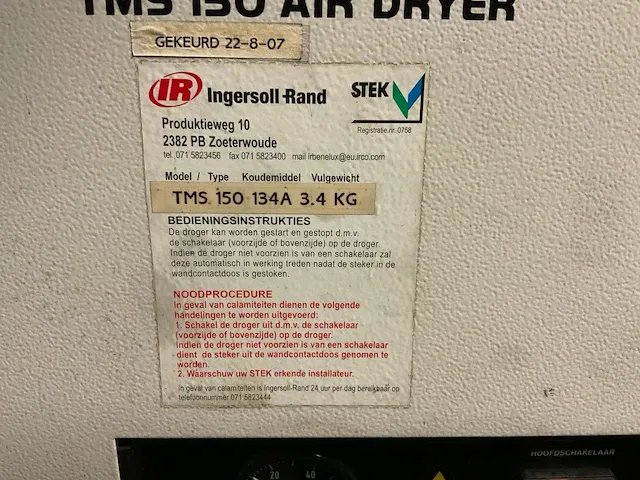 TMS 150 AIR DRYER
GEKEURD 22-8-07
IR Ingersoll-Rand
STEK
Produktieweg 10
2382 PB Zoeterwoude
Registratie.nr. 0758
tel. 071 5823456 fax 071 5823400 mail irbenelux@eu.irco.com
Model / Type Koudemiddel Vulgewicht
TMS 150 134A 3.4 KG
BEDIENINGSINSTRUKTIES
De droger kan worden gestart en gestopt d.m.v.
de schakelaar (voorzijde of bovenzijde) op de droger.
Indien de droger niet voorzien is van een schakelaar zal
deze automatisch in werking treden nadat de steker in de
wandcontactdoos is gestoken.
NOODPROCEDURE
In geval van calamiteiten dienen de volgende
handelingen te worden uitgevoerd:
1. Schakel de droger uit d.m.v. de schakelaar
(voorzijde of bovenzijde) op de droger.
Indien de droger niet voorzien is van een schakelaar
dient de steker uit de wandcontactdoos genomen te
worden.
2. Waarschuw uw STEK erkende installateur.
In geval van calamiteiten is Ingersoll-Rand 24 uur per dag bereikbaar op
telefoonnummer 071 5823444
HOOFDSCHAKELAAR
20 40